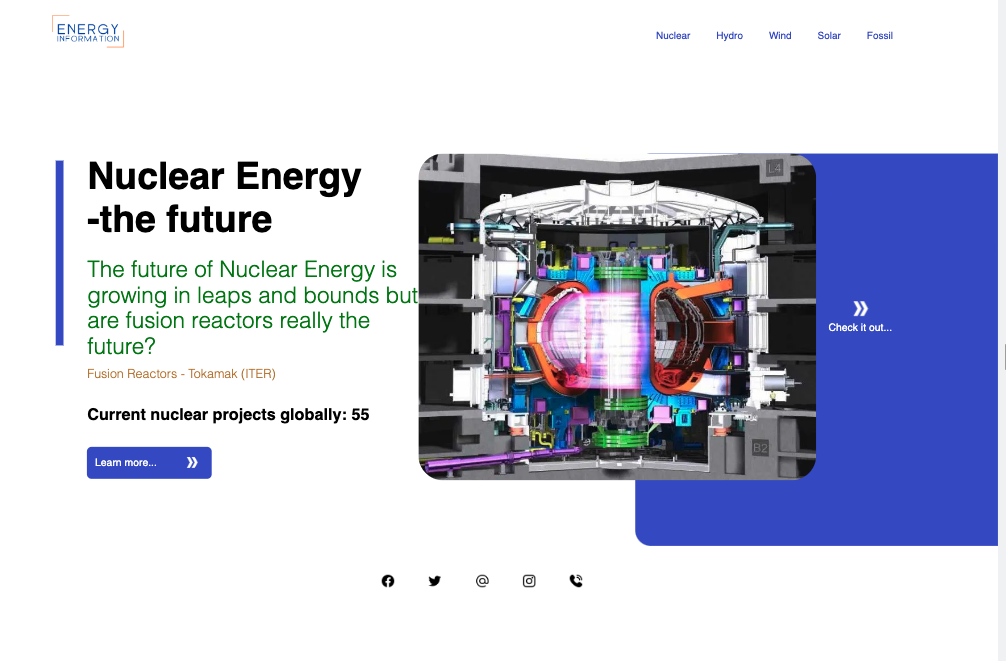 ENERGY
INFORMATION
Nuclear Hydro Wind Solar Fossil
Nuclear Energy
-the future
The future of Nuclear Energy is
growing in leaps and bounds but
are fusion reactors really the
future?
Fusion Reactors - Tokamak (ITER)
Current nuclear projects globally: 55
Learn more...
L4
B2
Check it out...